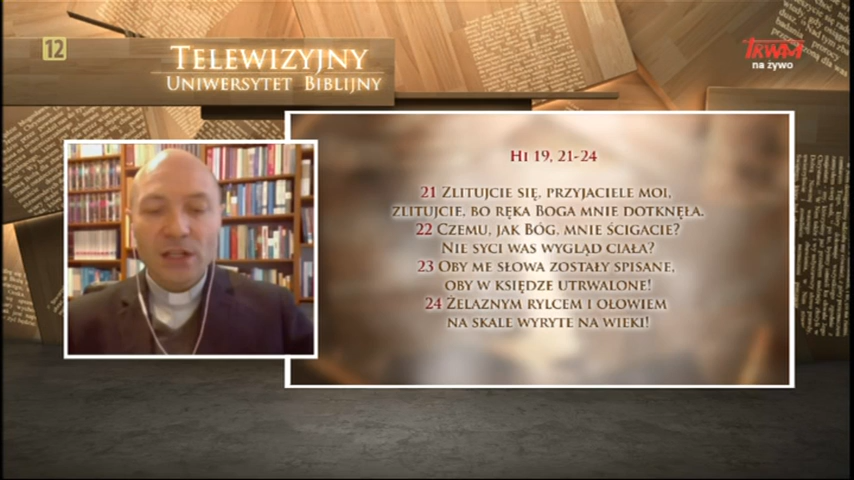 12
TELEWIZYJNY
UNIWERSYTET BIBLIJNY
TRWAM
na żywo
HI 19, 21-24
21 ZLITUJCIE SIĘ, PRZYJACIELE MOI,
ZLITUJCIE, BO RĘKA BOGA MNIE DOTKNĘŁA.
22 CZEMU, JAK BÓG, MNIE ŚCIGACIE?
NIE SYCI WAS WYGLĄD CIAŁA?
23 OBY ME SŁOWA ZOSTAŁY SPISANE,
OBY W KSIĘDZE UTRWALONE!
24 ŻELAZNYM RYLCEM I OŁOWIEM
NA SKALE WYRYTE NA WIEKI!